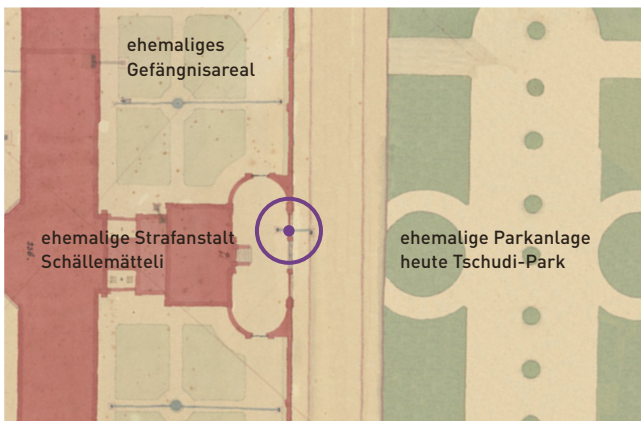 ehemaliges
Gefängnisareal
ehemalige Strafanstalt
Schällemätteli
ehemalige Parkanlage
heute Tschudi-Park